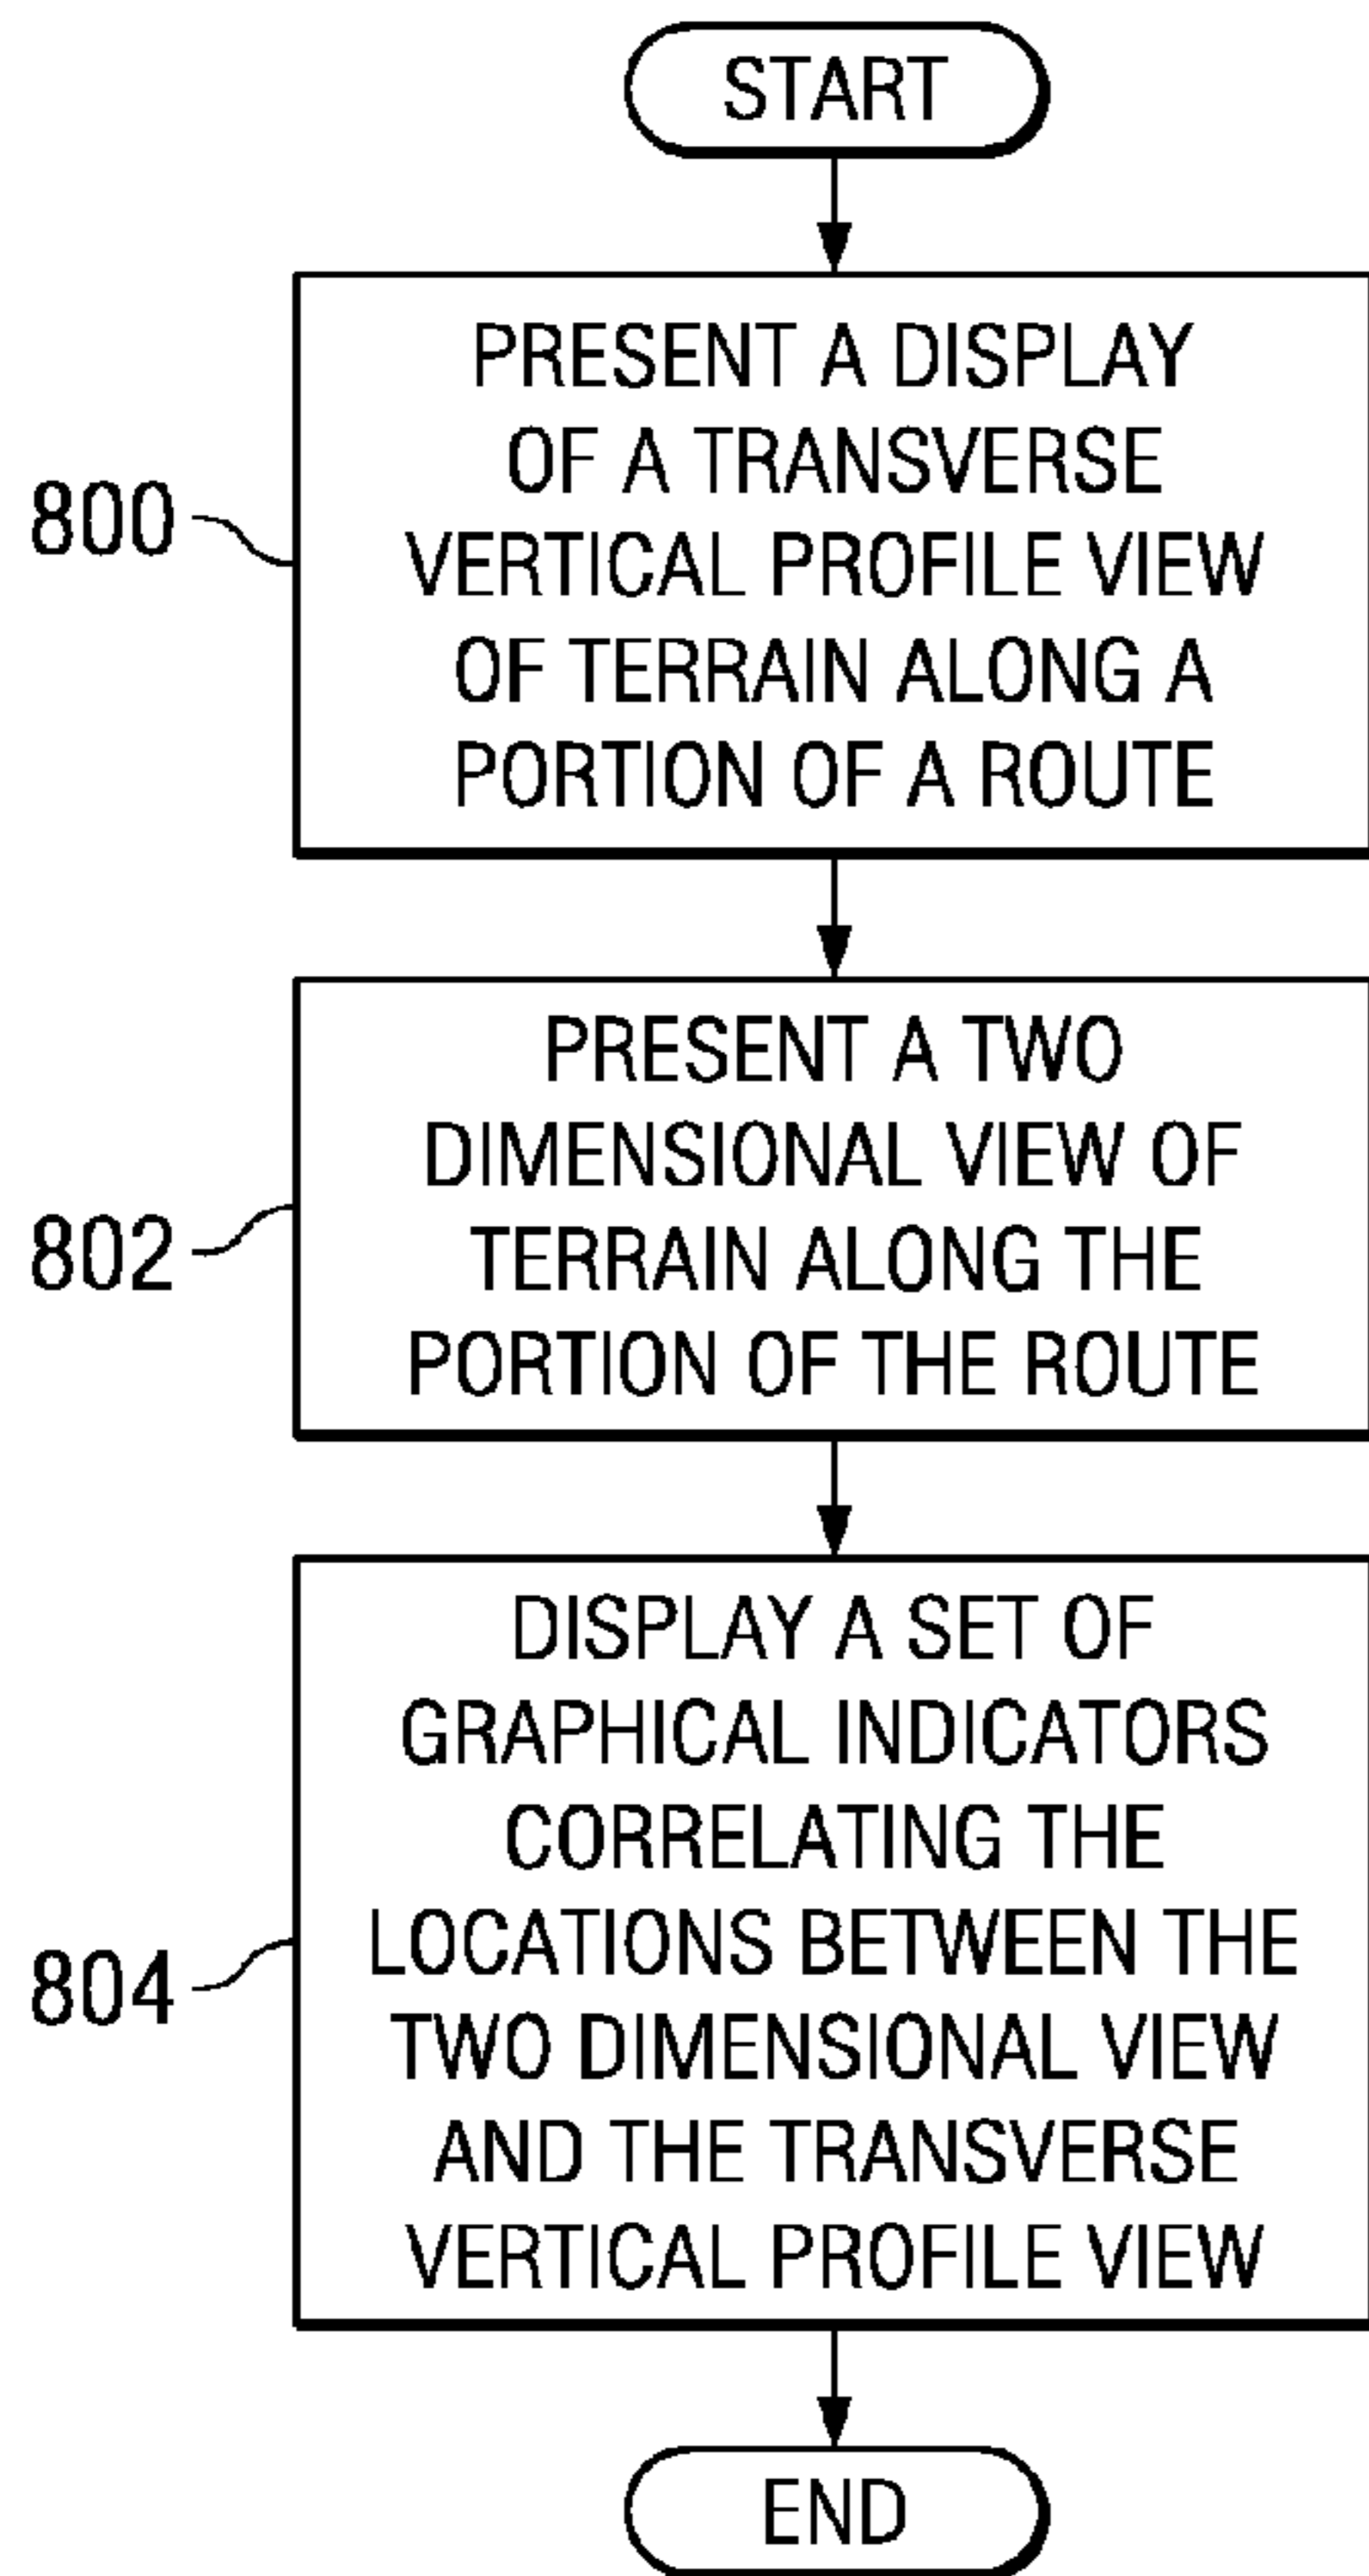 START
800
PRESENT A DISPLAY
OF A TRANSVERSE
VERTICAL PROFILE VIEW
OF TERRAIN ALONG A
PORTION OF A ROUTE
802
PRESENT A TWO
DIMENSIONAL VIEW OF
TERRAIN ALONG THE
PORTION OF THE ROUTE
804
DISPLAY A SET OF
GRAPHICAL INDICATORS
CORRELATING THE
LOCATIONS BETWEEN THE
TWO DIMENSIONAL VIEW
AND THE TRANSVERSE
VERTICAL PROFILE VIEW
END